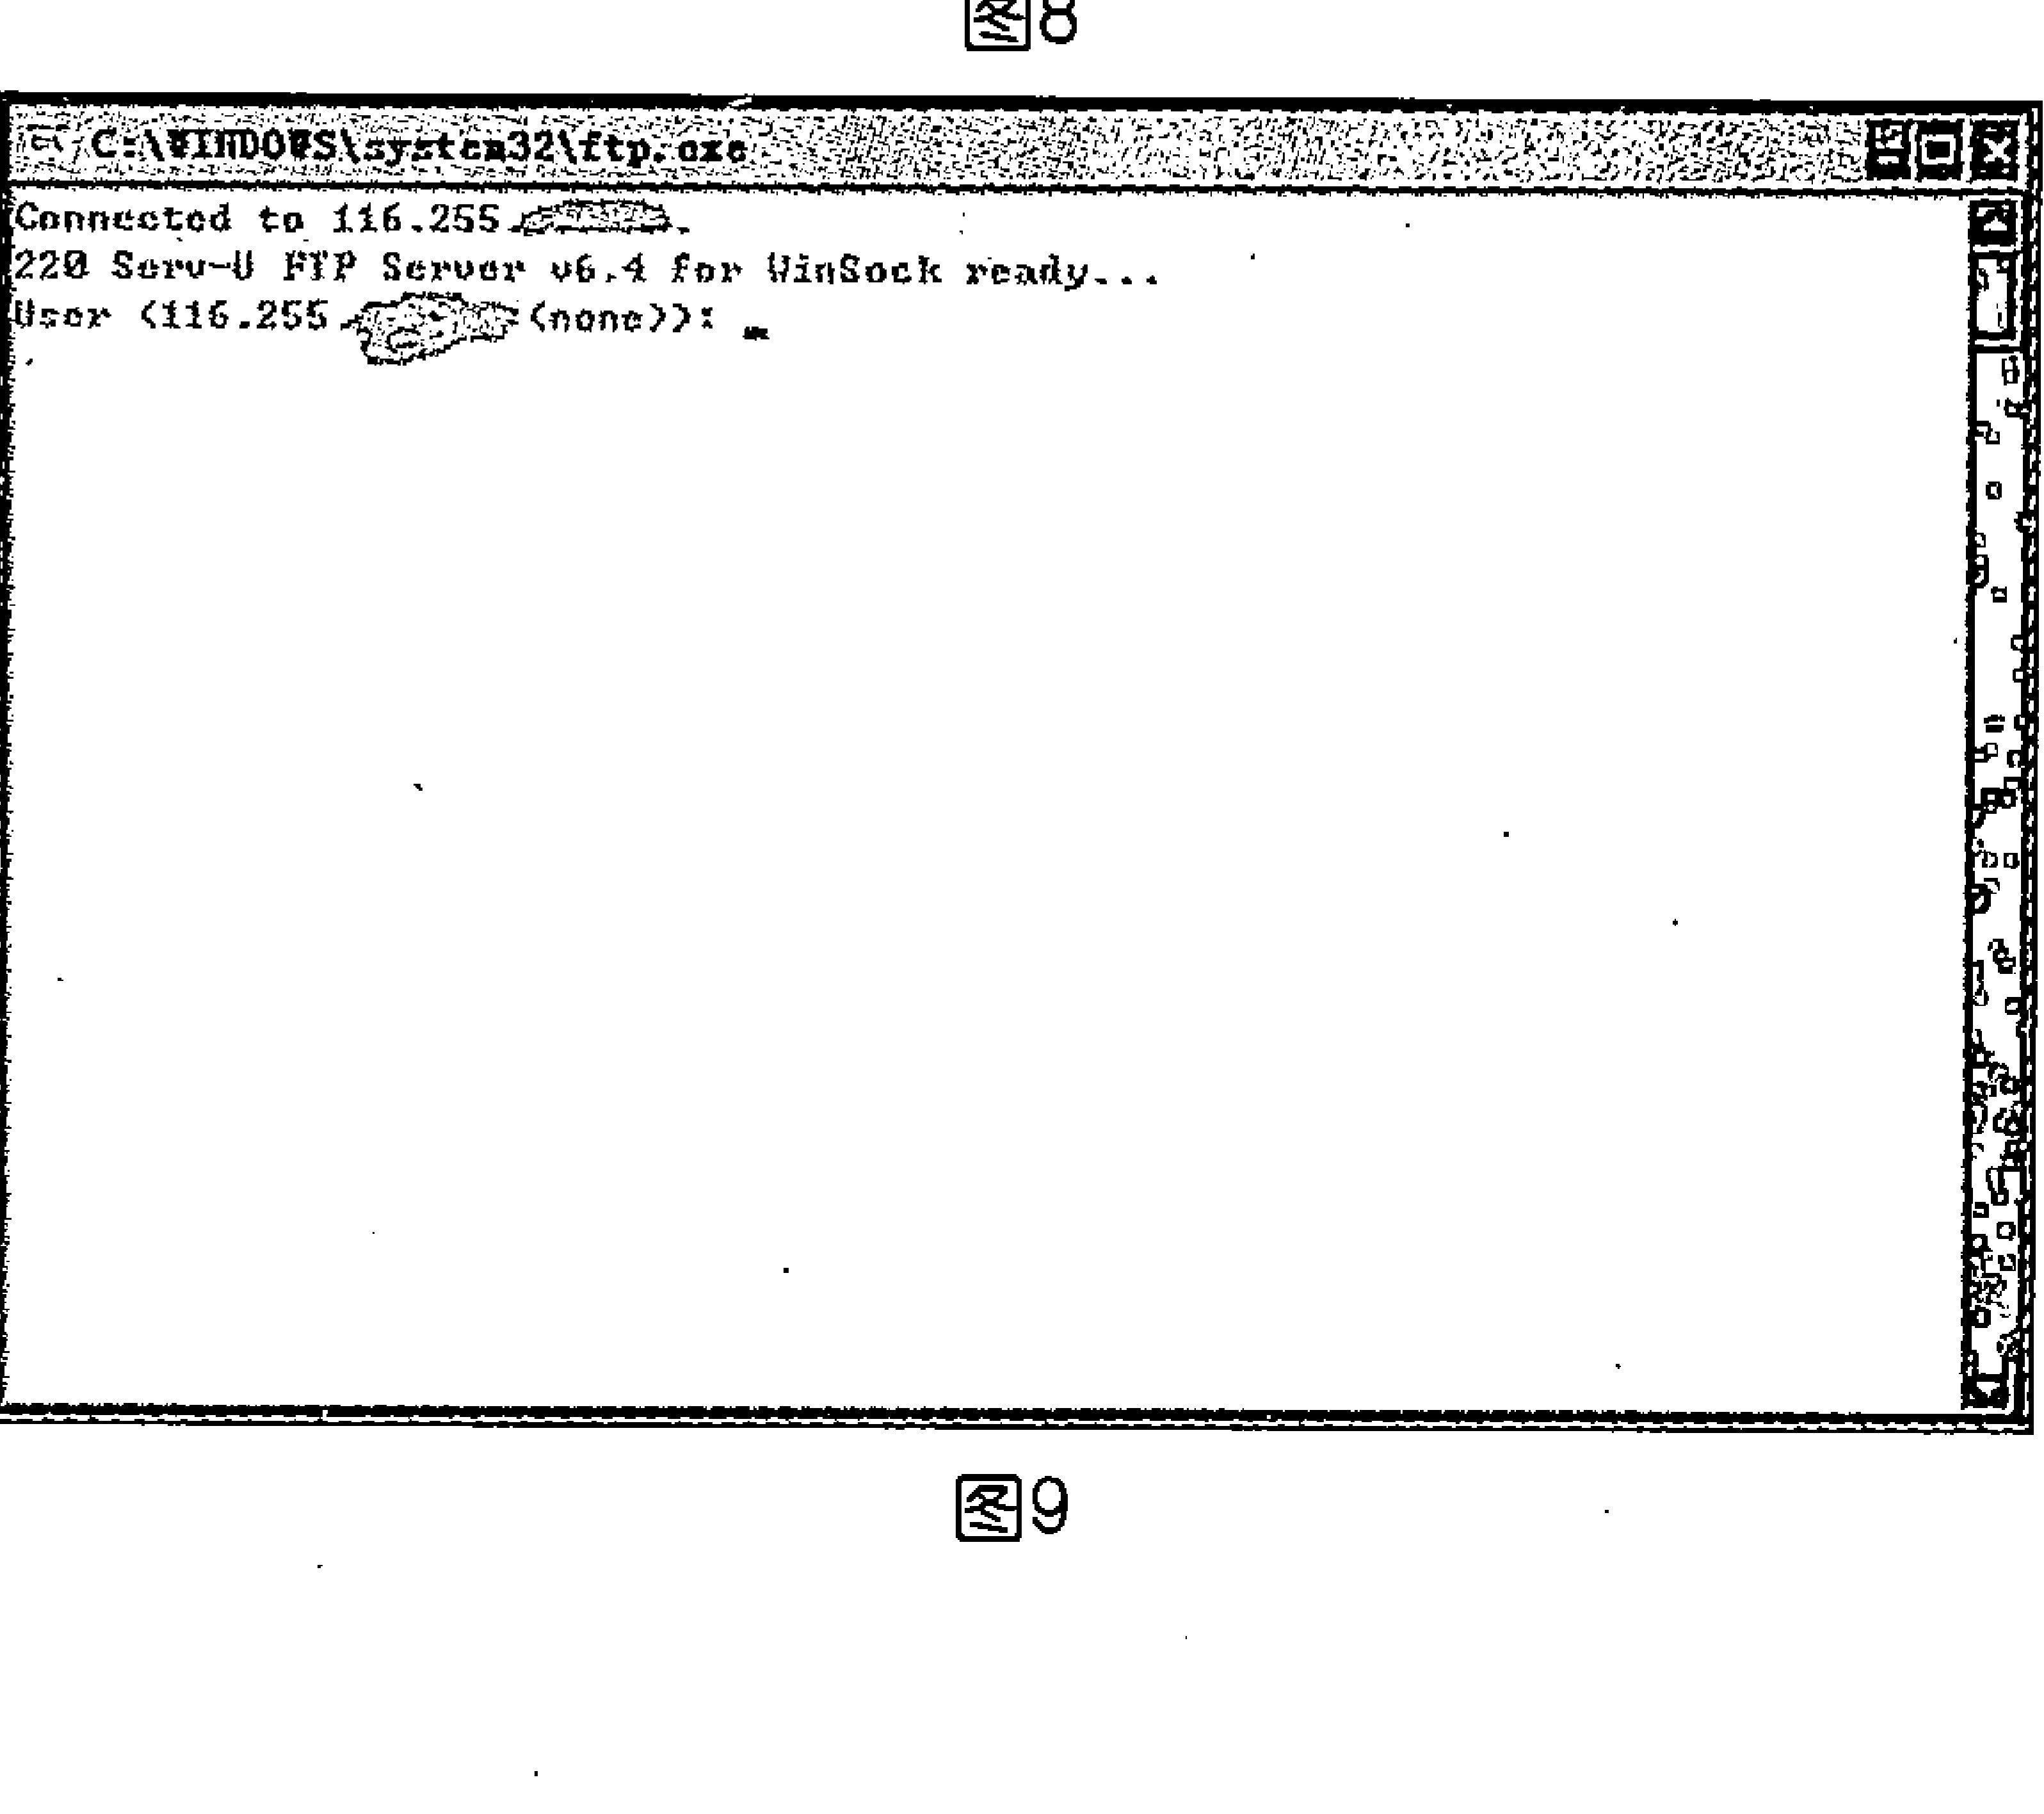 图8
C:\WINDOWS\system32\ftp.exe
Connected to 116.255.
220 Serv-U FTP Server v6.4 for WinSock ready...
User (116.255. (none)):
图9